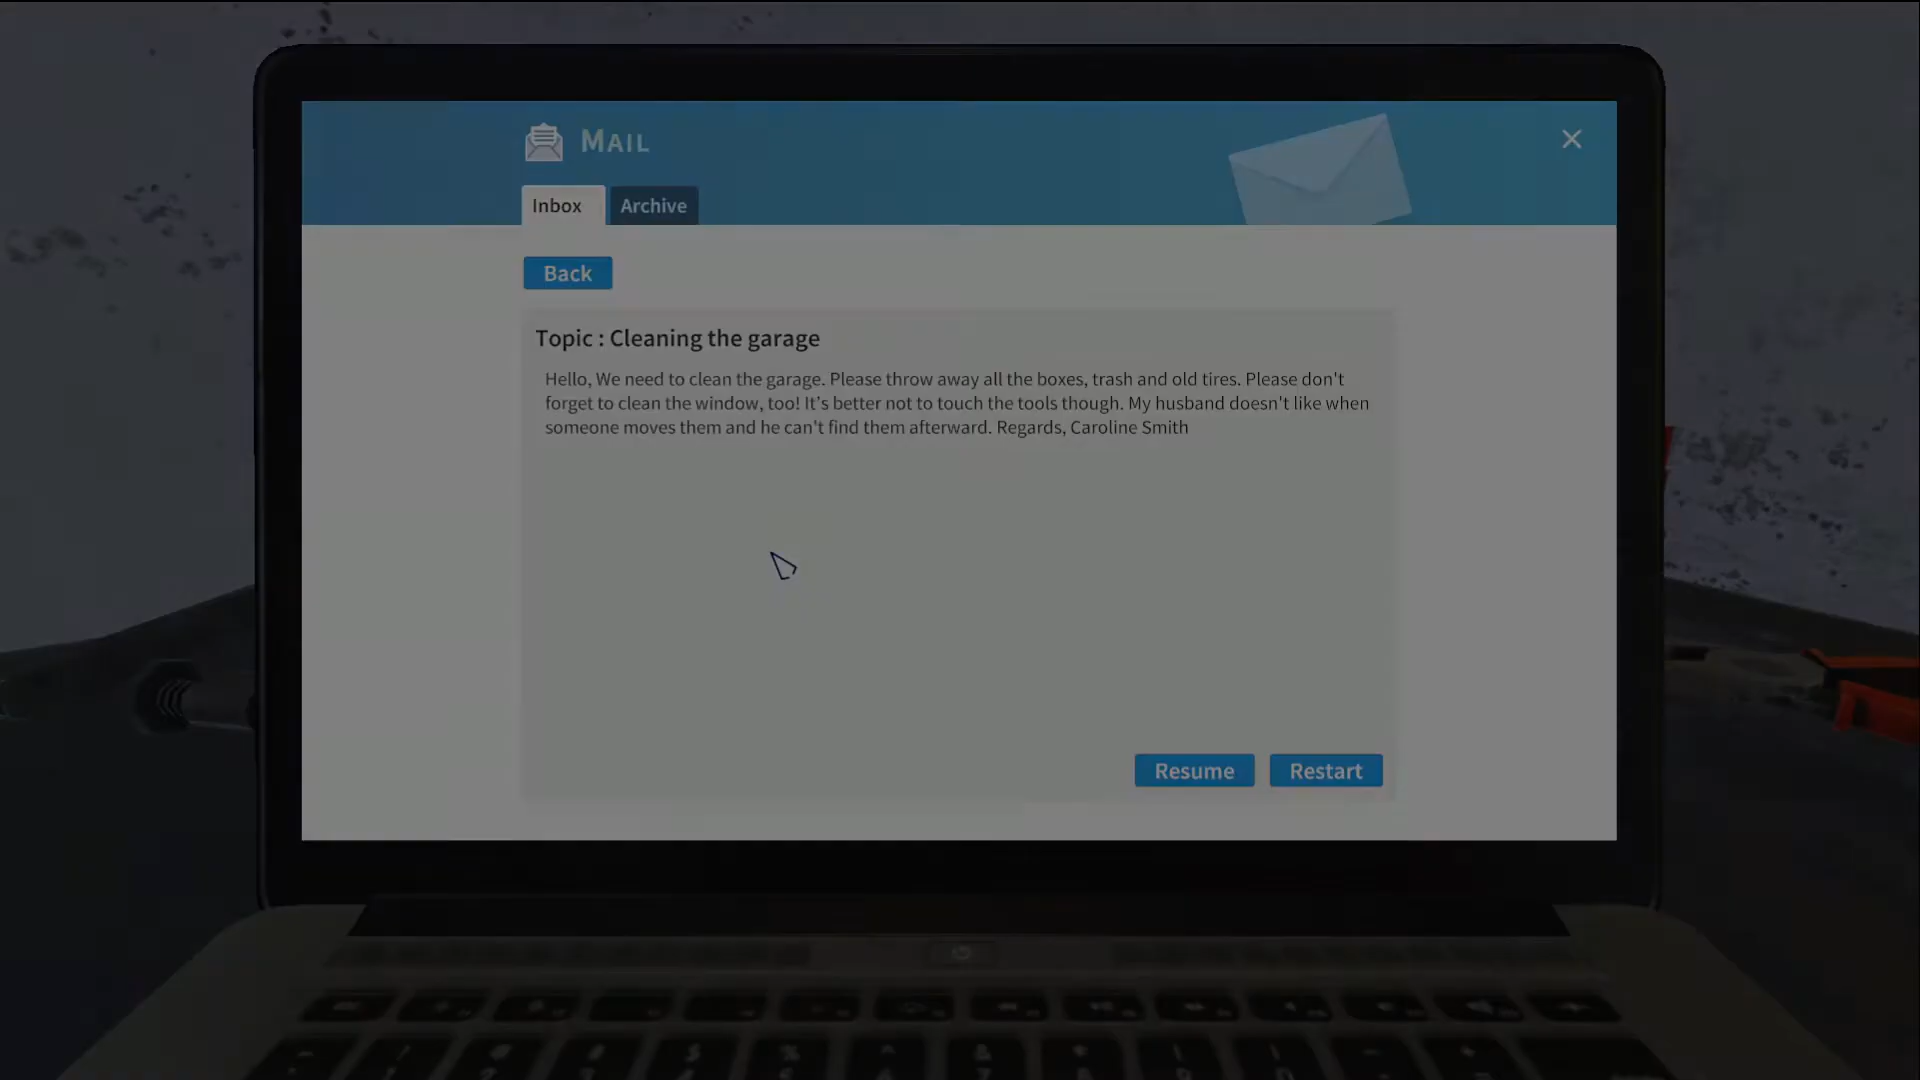 MAIL
Inbox
Archive
Back
Topic : Cleaning the garage
Hello, We need to clean the garage. Please throw away all the boxes, trash and old tires. Please don't
forget to clean the window, too! It's better not to touch the tools though. My husband doesn't like when
someone moves them and he can't find them afterward. Regards, Caroline Smith
Resume
Restart